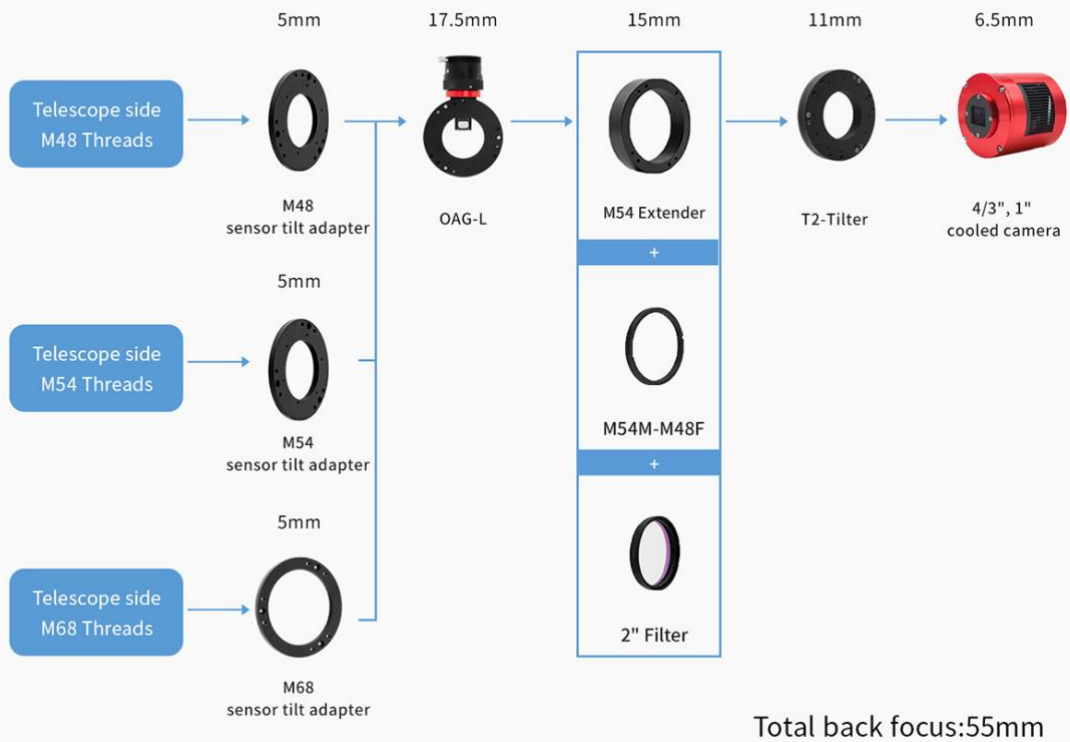 5mm
17.5mm
15mm
11mm
6.5mm
Telescope side
M48 Threads
M48
sensor tilt adapter
OAG-L
M54 Extender
T2-Tilter
4/3", 1"
cooled camera
+
5mm
Telescope side
M54 Threads
M54
sensor tilt adapter
M54M-M48F
+
5mm
Telescope side
M68 Threads
M68
sensor tilt adapter
2" Filter
Total back focus:55mm